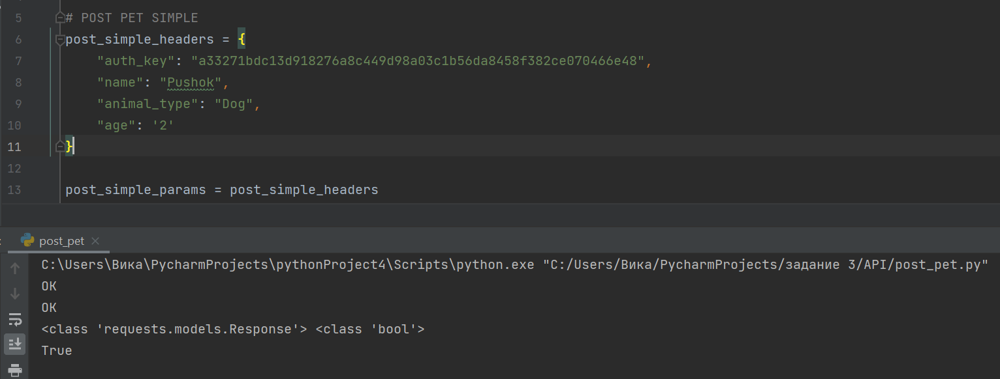 5 # POST PET SIMPLE
6 post_simple_headers = {
7 "auth_key": "a33271bdc13d918276a8c449d98a03c1b56da8458f382ce070466e48",
8 "name": "Pushok",
9 "animal_type": "Dog",
10 "age": '2'
11 }
12
13 post_simple_params = post_simple_headers
post_pet
C:\Users\Вика\PycharmProjects\pythonProject4\Scripts\python.exe "C:/Users/Вика/PycharmProjects/задание 3/API/post_pet.py"
OK
OK
<class 'requests.models.Response'> <class 'bool'>
True